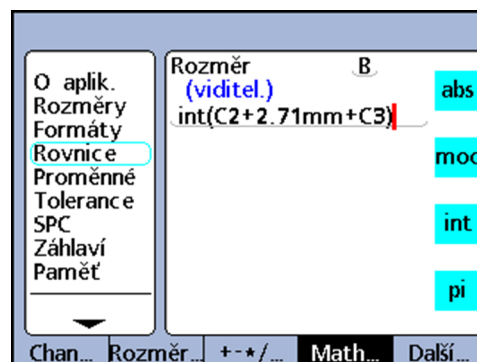 O aplik.
Rozměry
Formáty
Rovnice
Proměnné
Tolerance
SPC
Záhlaví
Paměť
Rozměr B
(viditel.)
int(C2+2.71mm+C3)
abs
mod
int
pi
Chan... Rozměr... +-*/... Math... Další...